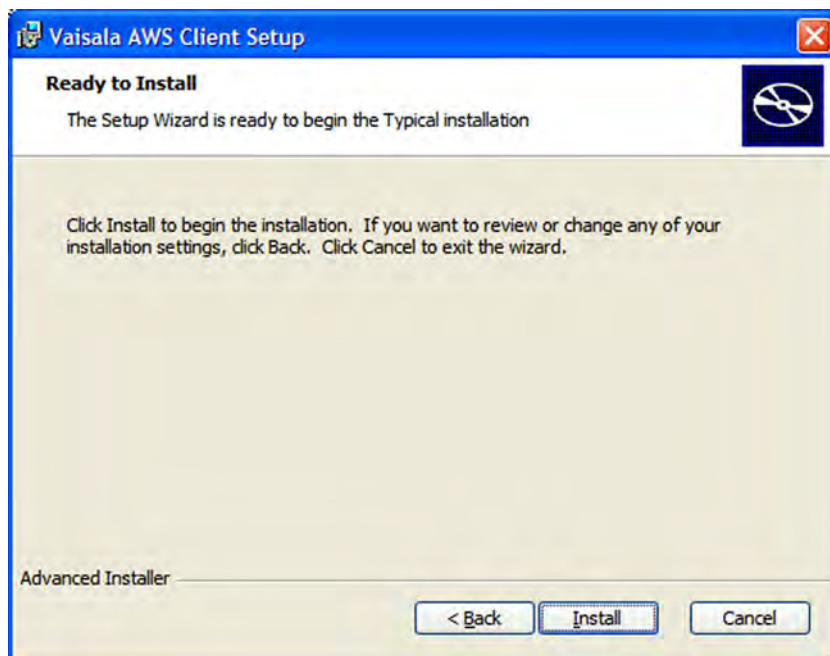 Vaisala AWS Client Setup
Ready to Install
The Setup Wizard is ready to begin the Typical installation
Click Install to begin the installation.  If you want to review or change any of your
installation settings, click Back.  Click Cancel to exit the wizard.
Advanced Installer
< Back Install Cancel